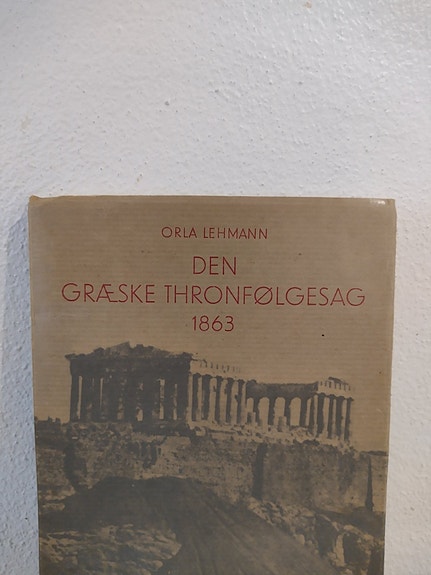 ORLA LEHMANN
DEN
GRÆSKE THRONFØLGESAG
1863